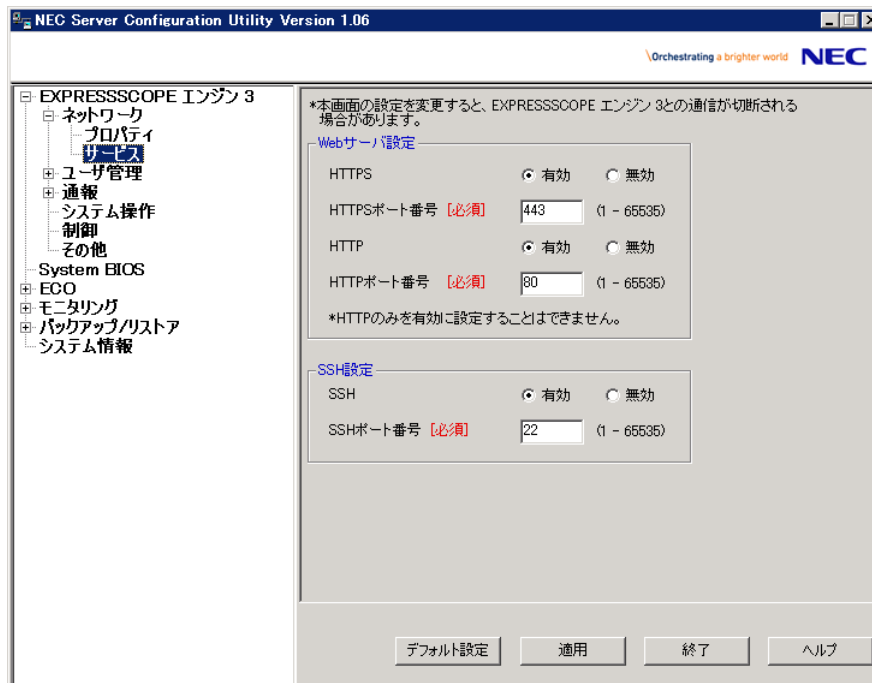 NEC Server Configuration Utility Version 1.06
\Orchestrating a brighter world NEC
EXPRESSSCOPE エンジン 3
ネットワーク
プロパティ
サービス
ユーザ管理
通報
システム操作
制御
その他
System BIOS
ECO
モニタリング
バックアップ/リストア
システム情報
*本画面の設定を変更すると、EXPRESSSCOPE エンジン 3との通信が切断される
場合があります。
Webサーバ設定
HTTPS 有効 無効
HTTPSポート番号 [必須] 443 (1 - 65535)
HTTP 有効 無効
HTTPポート番号 [必須] 80 (1 - 65535)
*HTTPのみを有効に設定することはできません。
SSH設定
SSH 有効 無効
SSHポート番号 [必須] 22 (1 - 65535)
デフォルト設定 適用 終了 ヘルプ